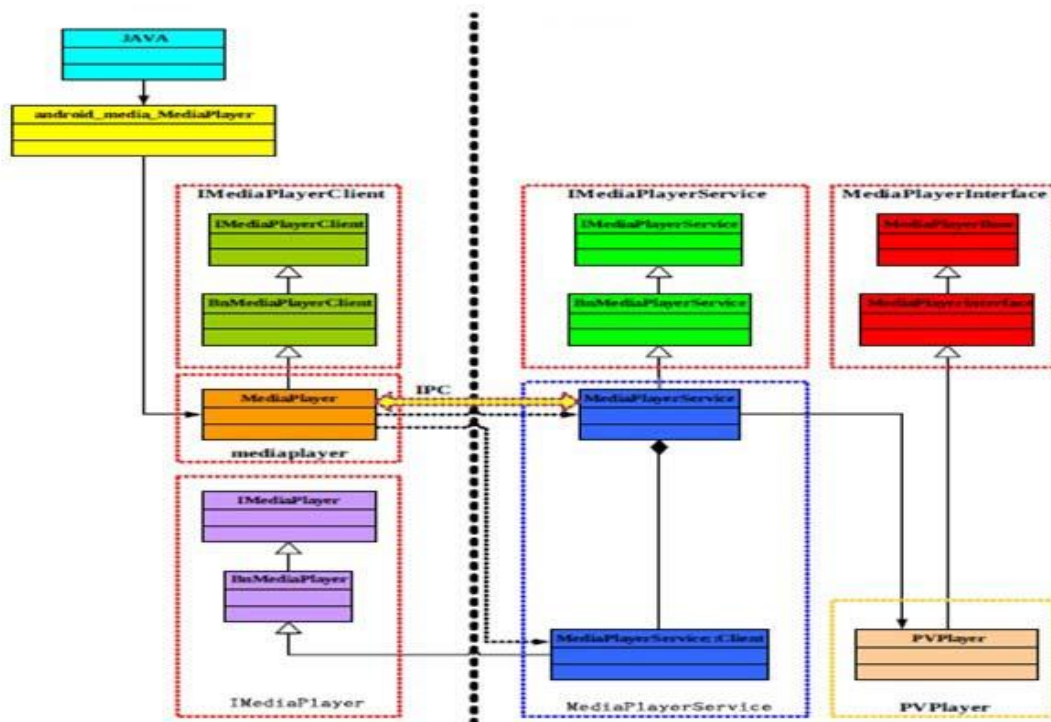 JAVA
android_media_MediaPlayer
IMediaPlayerClient
IMediaPlayerService
MediaPlayerInterface
IMediaPlayerClient
IMediaPlayerService
MediaPlayerBase
BnMediaPlayerClient
BnMediaPlayerService
MediaPlayerInterface
IPC
MediaPlayer
MediaPlayerService
mediaplayer
IMediaPlayer
BnMediaPlayer
MediaPlayerService::Client
PVPlayer
IMediaPlayer
MediaPlayerService
PVPlayer